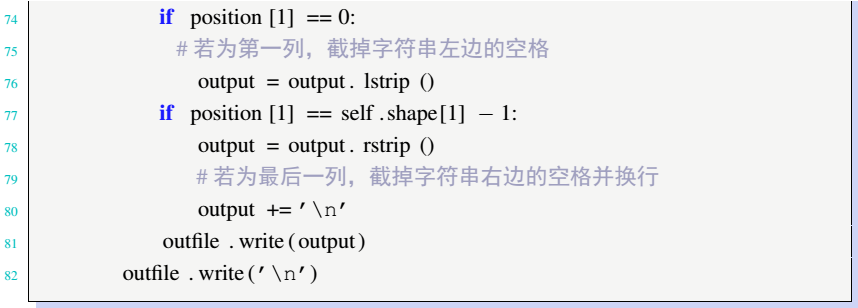 74 if position [1] == 0:
75 # 若为第一列，截掉字符串左边的空格
76 output = output. lstrip ()
77 if position [1] == self .shape[1] − 1:
78 output = output. rstrip ()
79 # 若为最后一列，截掉字符串右边的空格并换行
80 output += '\n'
81 outfile .write(output)
82 outfile .write('\n')